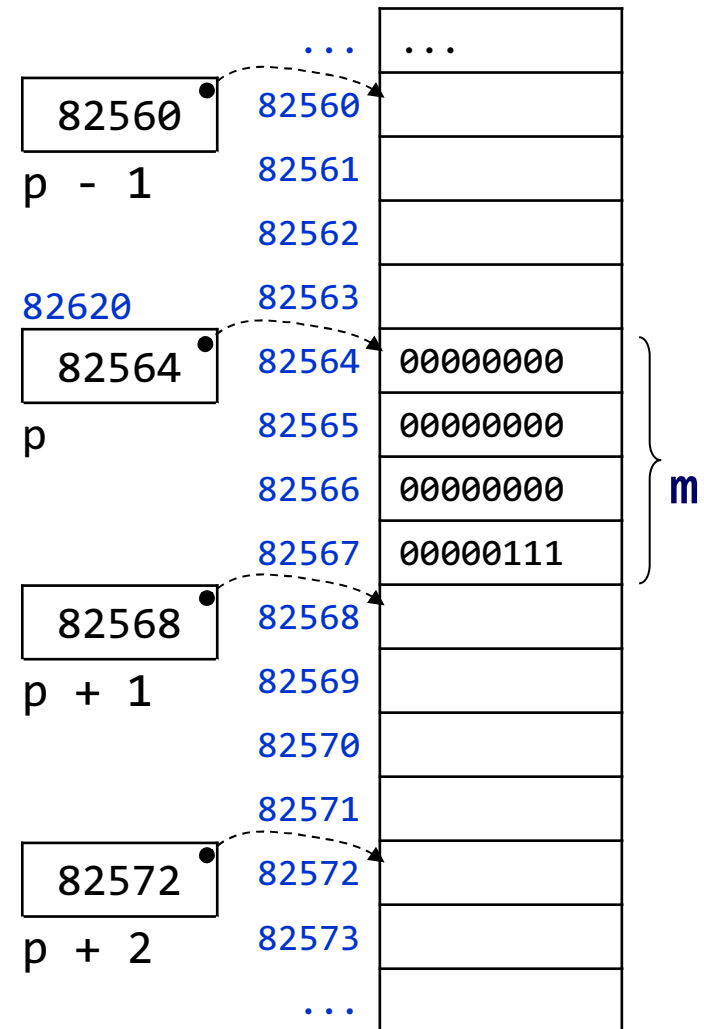 ... ...
82560 82560
p - 1 82561
82562
82620 82563
82564 82564 00000000
p 82565 00000000
82566 00000000 m
82567 00000111
82568 82568
p + 1 82569
82570
82571
82572 82572
p + 2 82573
...